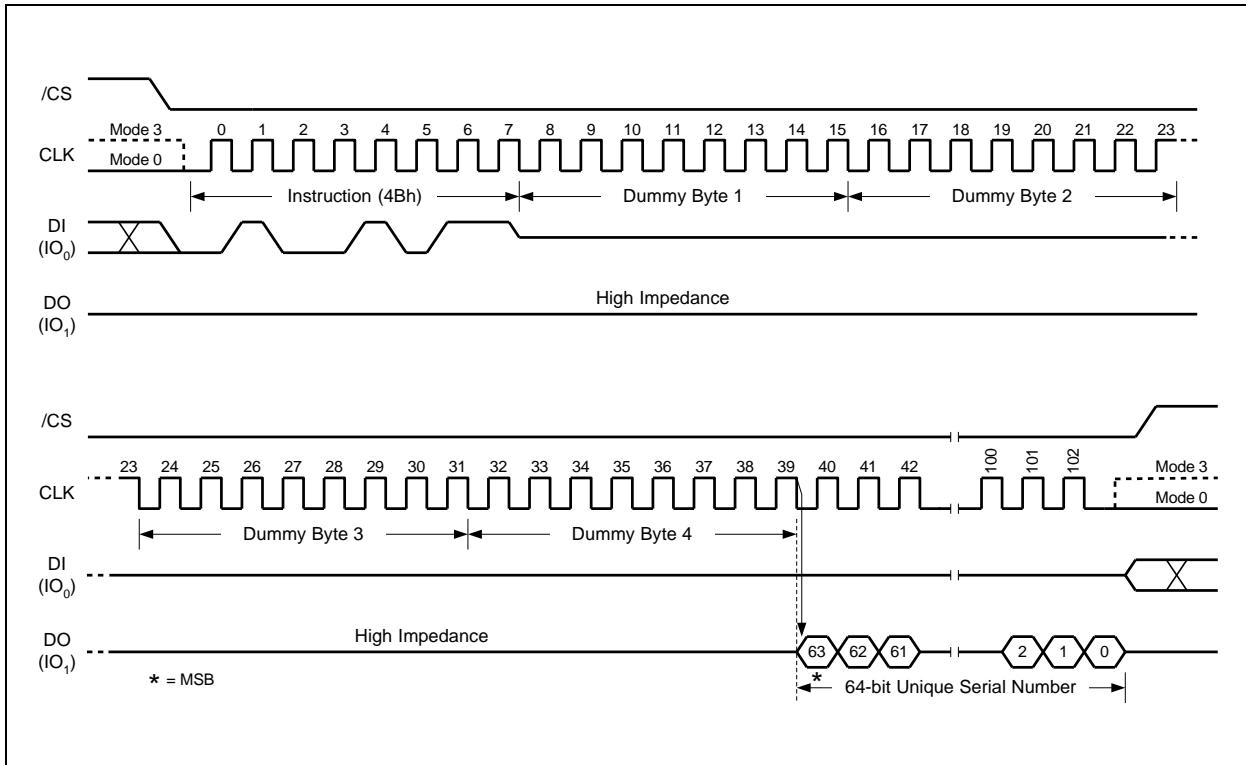 /CS
Mode 3 0 1 2 3 4 5 6 7 8 9 10 11 12 13 14 15 16 17 18 19 20 21 22 23
CLK
Mode 0
Instruction (4Bh) Dummy Byte 1 Dummy Byte 2
DI
(IO0)
High Impedance
DO
(IO1)
/CS
23 24 25 26 27 28 29 30 31 32 33 34 35 36 37 38 39 40 41 42 100 101 102 Mode 3
CLK
Mode 0
Dummy Byte 3 Dummy Byte 4
DI
(IO0)
High Impedance
DO
(IO1)
63 62 61 2 1 0
* = MSB
* 64-bit Unique Serial Number